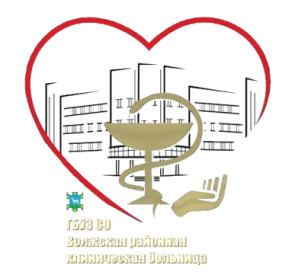 ГБУЗ СО
Волжская районная
клиническая больница